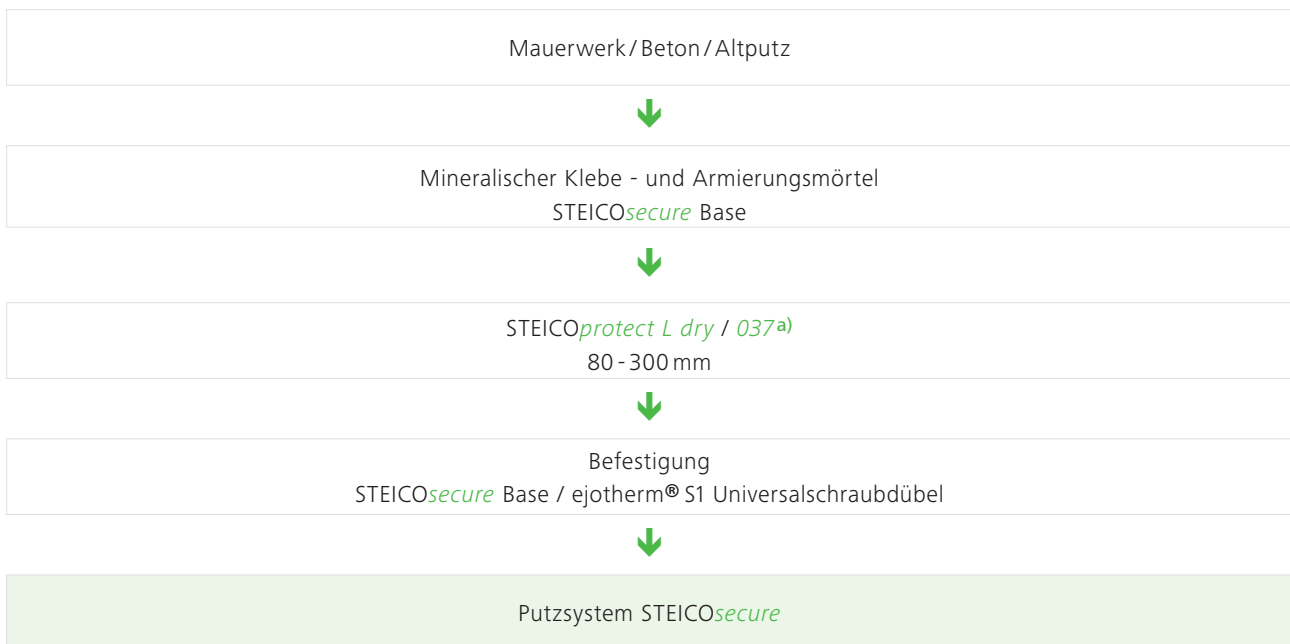 Mauerwerk / Beton / Altputz
Mineralischer Klebe - und Armierungsmörtel
STEICOsecure Base
STEICOprotect L dry / 037a)
80 - 300 mm
Befestigung
STEICOsecure Base / ejotherm® S1 Universalschraubdübel
Putzsystem STEICOsecure